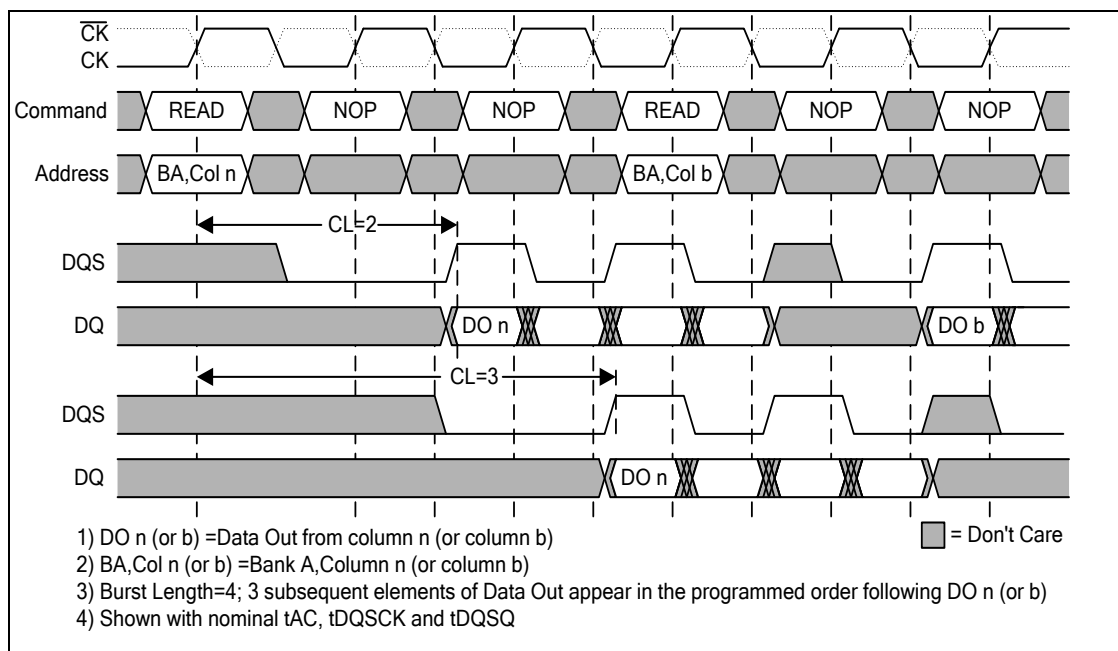 CK
CK
Command READ NOP NOP READ NOP NOP
Address BA,Col n BA,Col b
CL=2
DQS
DQ DO n DO b
CL=3
DQS
DQ DO n
1) DO n (or b) =Data Out from column n (or column b)
= Don't Care
2) BA,Col n (or b) =Bank A,Column n (or column b)
3) Burst Length=4; 3 subsequent elements of Data Out appear in the programmed order following DO n (or b)
4) Shown with nominal tAC, tDQSCK and tDQSQ